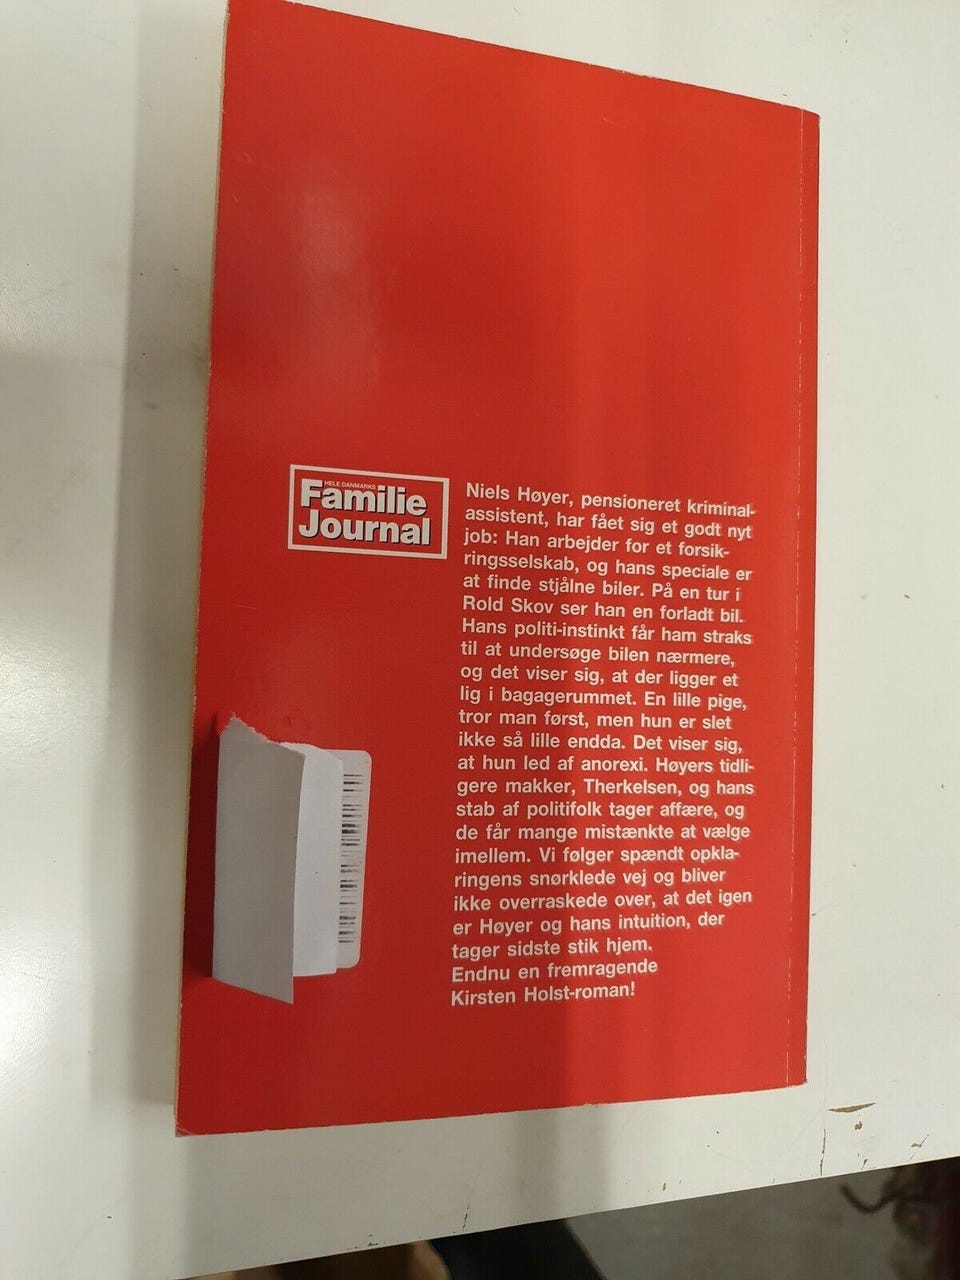 HELE DANMARKS
Familie
Journal
Niels Høyer, pensioneret kriminal-
assistent, har fået sig et godt nyt
job: Han arbejder for et forsik-
ringsselskab, og hans speciale er
at finde stjålne biler. På en tur i
Rold Skov ser han en forladt bil.
Hans politi-instinkt får ham straks
til at undersøge bilen nærmere,
og det viser sig, at der ligger et
lig i bagagerummet. En lille pige,
tror man først, men hun er slet
ikke så lille endda. Det viser sig,
at hun led af anorexi. Høyers tidli-
gere makker, Therkelsen, og hans
stab af politifolk tager affære, og
de får mange mistænkte at vælge
imellem. Vi følger spændt opkla-
ringens snørklede vej og bliver
ikke overraskede over, at det igen
er Høyer og hans intuition, der
tager sidste stik hjem.
Endnu en fremragende
Kirsten Holst-roman!